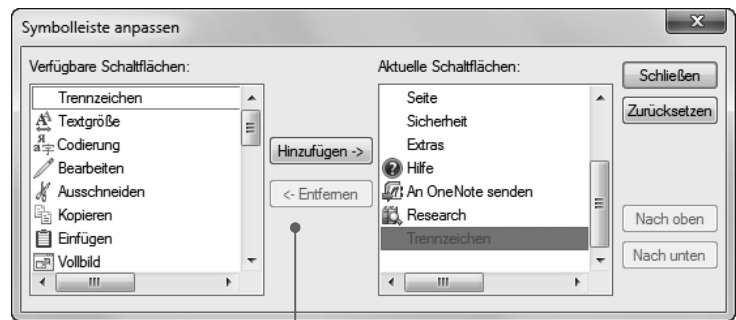 Symbolleiste anpassen
X
Verfügbare Schaltflächen:
Trennzeichen
Textgröße
Codierung
Bearbeiten
Ausschneiden
Kopieren
Einfügen
Vollbild
Hinzufügen ->
<- Entfernen
Aktuelle Schaltflächen:
Seite
Sicherheit
Extras
Hilfe
An OneNote senden
Research
Trennzeichen
Schließen
Zurücksetzen
Nach oben
Nach unten